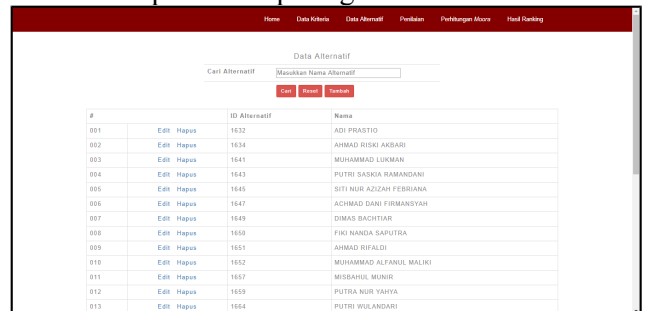 Home Data Kriteria Data Alternatif Penilaian Perhitungan Moora Hasil Ranking
Data Alternatif
Cari Alternatif Masukkan Nama Alternatif
Cari Reset Tambah
# ID Alternatif Nama
001 Edit Hapus 1632 ADI PRASTIO
002 Edit Hapus 1634 AHMAD RISKI AKBARI
003 Edit Hapus 1641 MUHAMMAD LUKMAN
004 Edit Hapus 1643 PUTRI SASKIA RAMANDANI
005 Edit Hapus 1645 SITI NUR AZIZAH FEBRIANA
006 Edit Hapus 1647 ACHMAD DANI FIRMANSYAH
007 Edit Hapus 1649 DIMAS BACHTIAR
008 Edit Hapus 1650 FIKI NANDA SAPUTRA
009 Edit Hapus 1651 AHMAD RIFALDI
010 Edit Hapus 1652 MUHAMMAD ALFANUL MALIKI
011 Edit Hapus 1657 MISBAHUL MUNIR
012 Edit Hapus 1659 PUTRA NUR YAHYA
013 Edit Hapus 1664 PUTRI WULANDARI